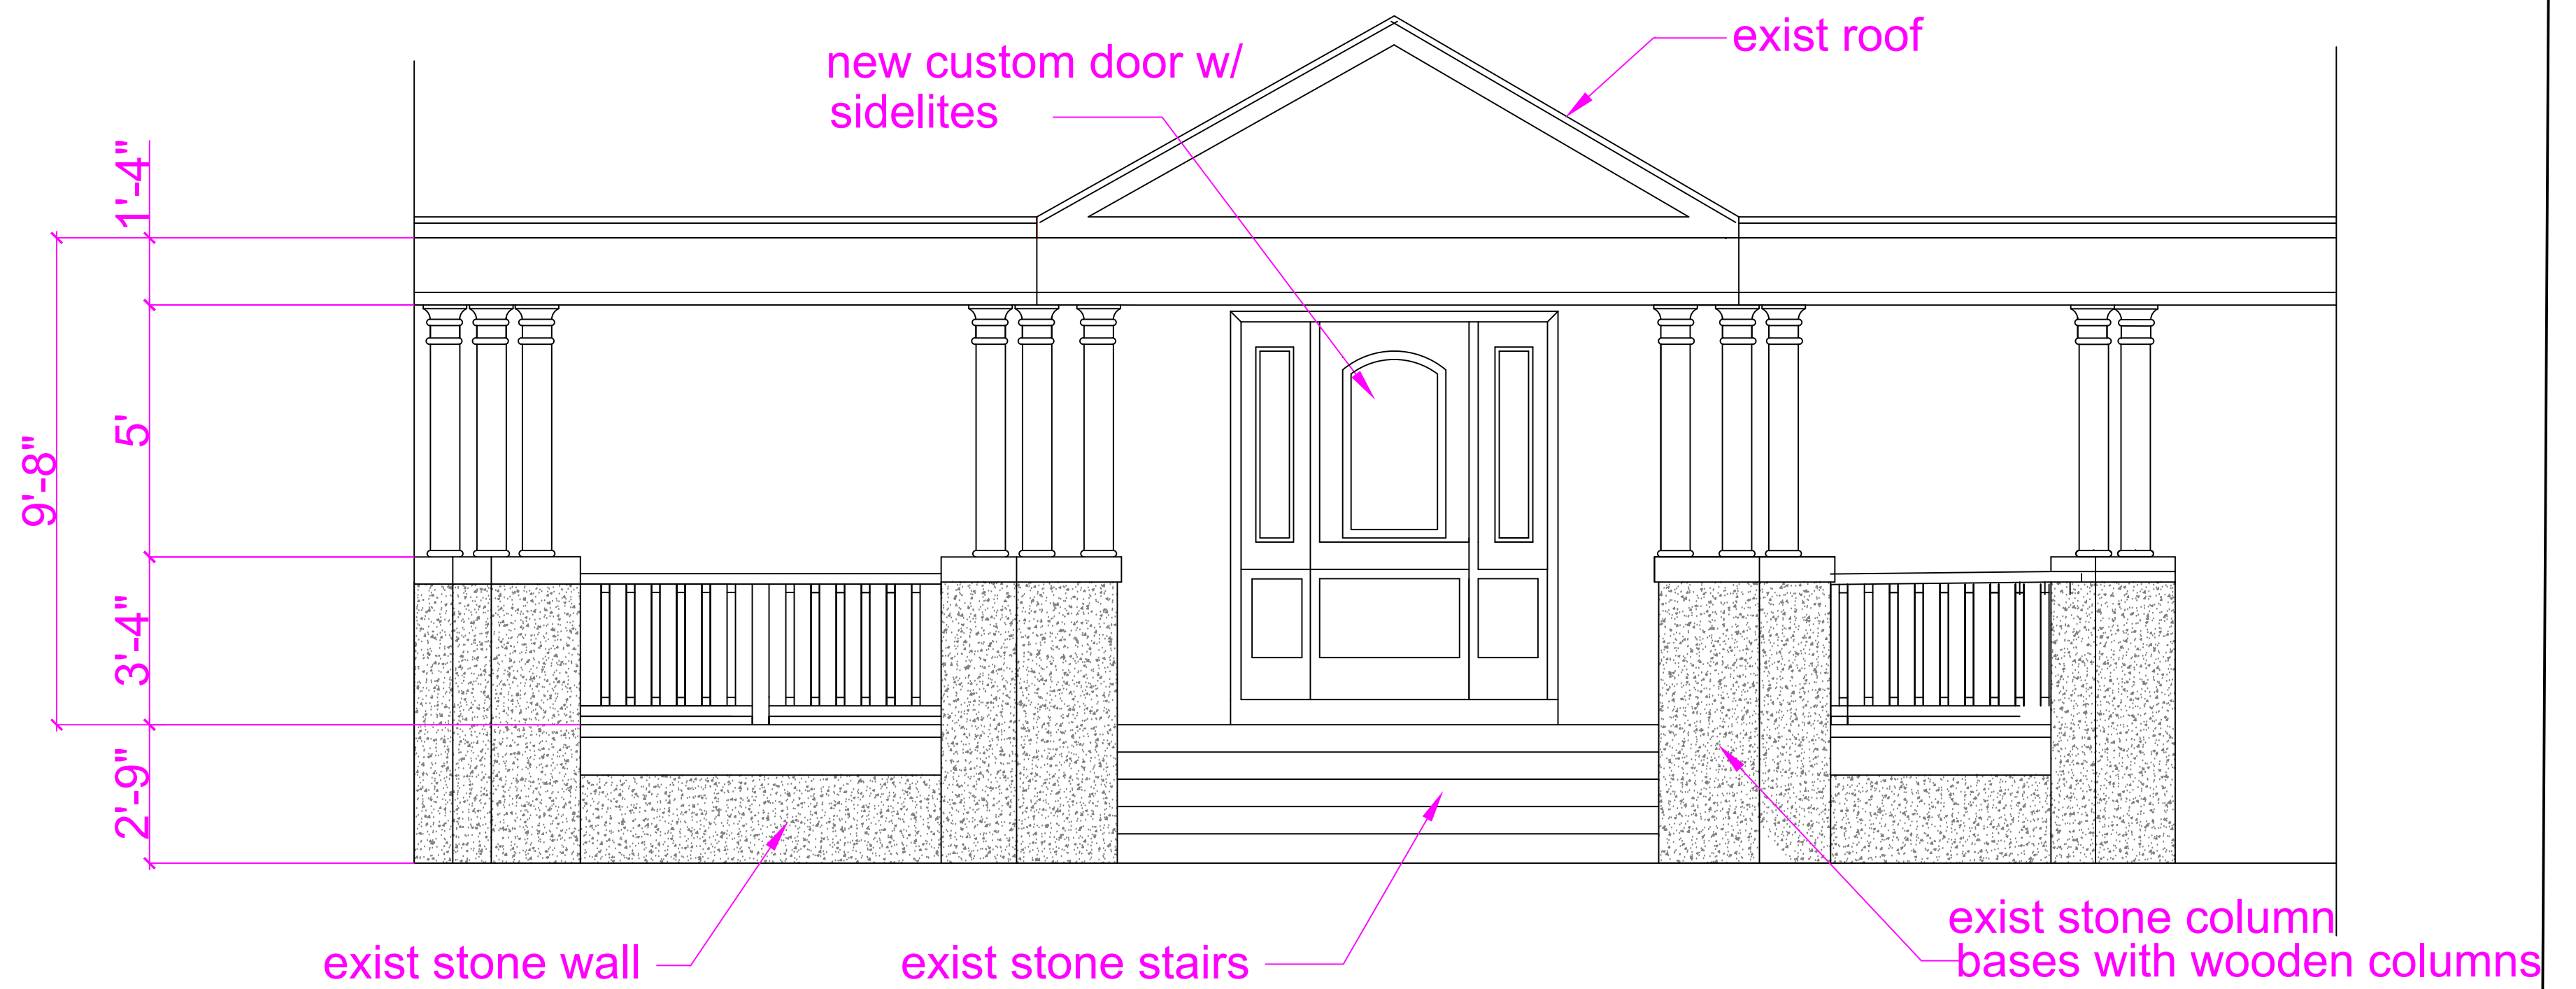 exist roof
new custom door w/
sidelites
1'-4"
5'
9'-8"
3'-4"
2'-9"
exist stone wall
exist stone stairs
exist stone column
bases with wooden columns